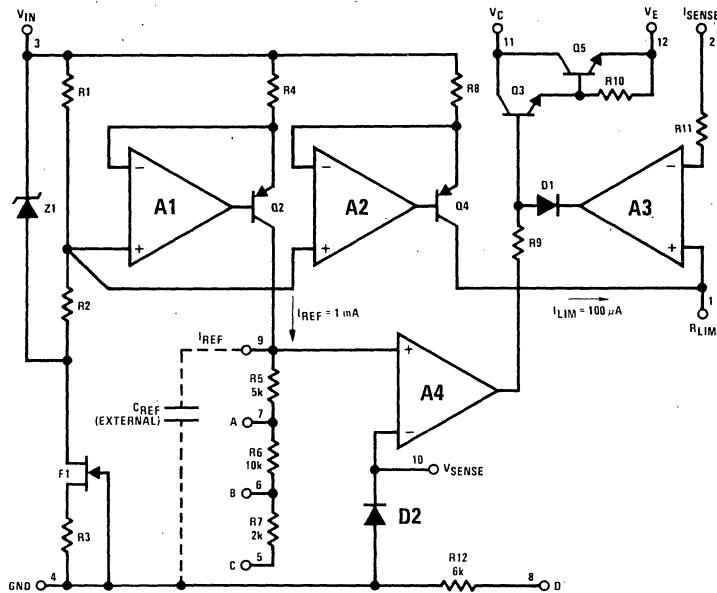 VIN
3
R1
R4
R8
VC
11
Q5
VE
12
ISENSE
2
Q3
R10
R11
Z1
−
A1
+
Q2
−
A2
+
Q4
D1
−
A3
+
R9
R2
IREF = 1 mA
ILIM = 100 µA
1
RLIM
IREF
9
CREF
(EXTERNAL)
R5
5k
A
7
R6
10k
B
6
R7
2k
C
5
+
A4
−
10
VSENSE
D2
F1
R3
GND
4
R12
6k
8
D